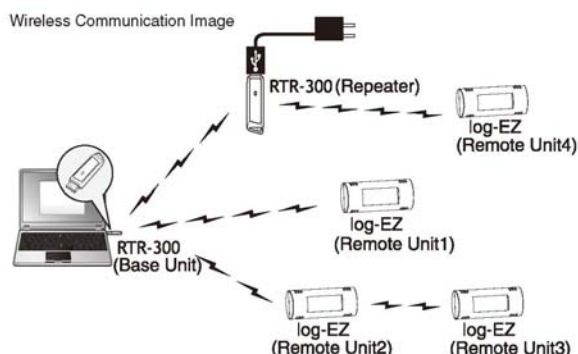 Wireless Communication Image
RTR-300 (Repeater)
log-EZ
(Remote Unit4)
log-EZ
(Remote Unit1)
RTR-300
(Base Unit)
log-EZ
(Remote Unit2)
log-EZ
(Remote Unit3)